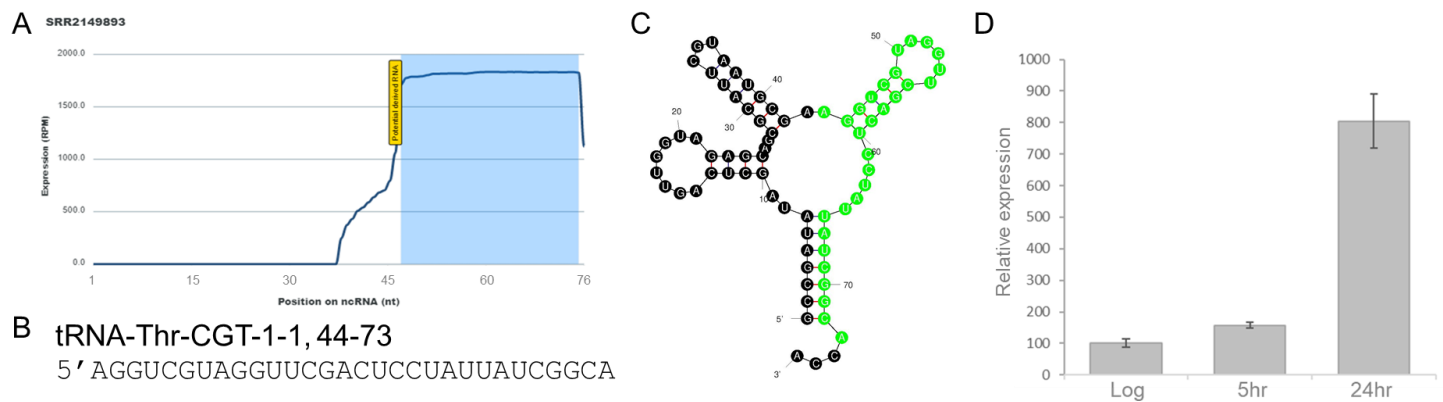 A
SRR2149893
Expression (RPM)
2000.0
1500.0
1000.0
500.0
0.0
Potential derived RNA
1
15
30
45
60
76
Position on ncRNA (nt)
B
tRNA-Thr-CGT-1-1, 44-73
5’AGGUCGUAGGUUCGACUCCUAUUAUCGGCA
C
10
20
30
40
50
60
70
5'
3'
D
Relative expression
1000
900
800
700
600
500
400
300
200
100
0
Log
5hr
24hr